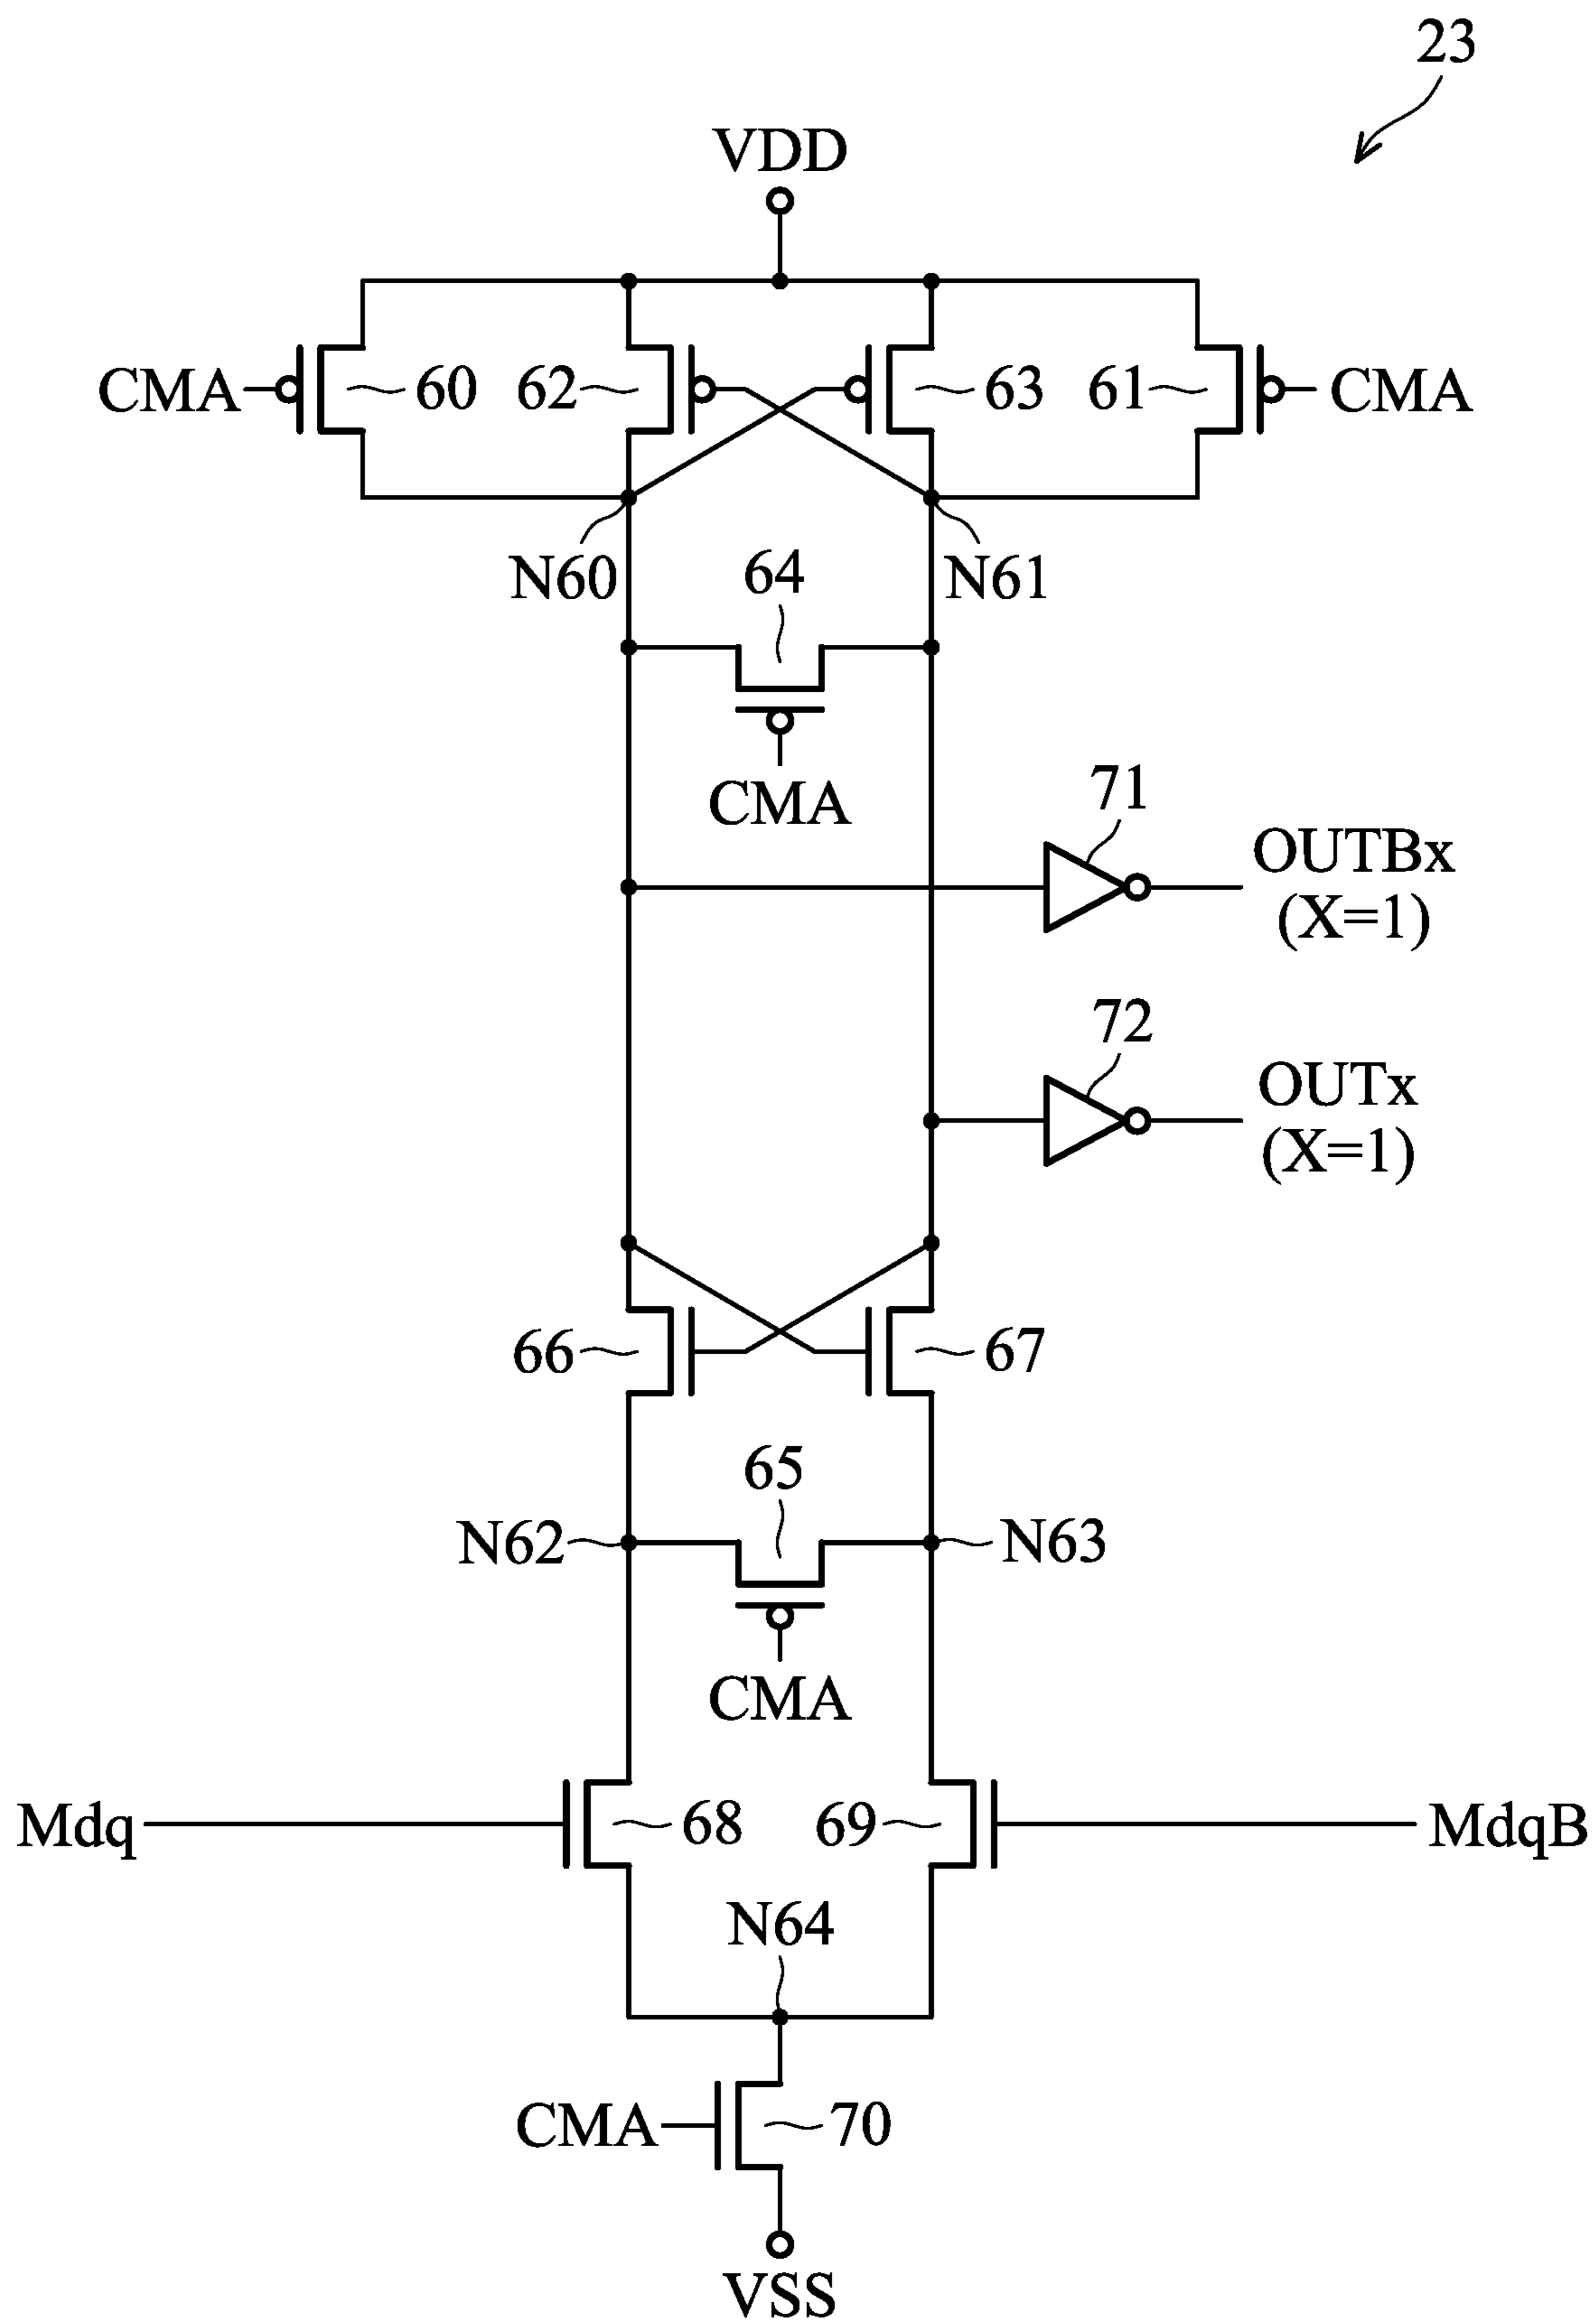 23
VDD
CMA
60
62
63
61
CMA
N60
N61
64
CMA
71
OUTBx
(X=1)
72
OUTx
(X=1)
66
67
65
N62
N63
CMA
Mdq
68
69
MdqB
N64
CMA
70
VSS